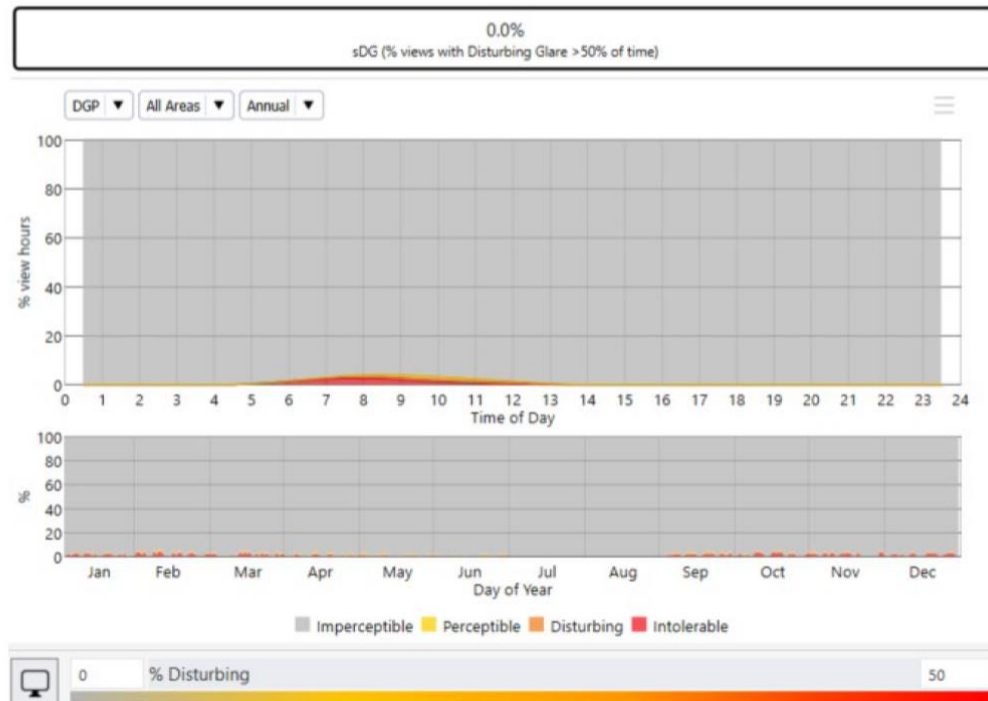 0.0%
sDG (% views with Disturbing Glare >50% of time)
DGP ▼ All Areas ▼ Annual ▼
100
80
60
40
20
0
% view hours
0 1 2 3 4 5 6 7 8 9 10 11 12 13 14 15 16 17 18 19 20 21 22 23 24
Time of Day
100
80
60
40
20
0
%
Jan Feb Mar Apr May Jun Jul Aug Sep Oct Nov Dec
Day of Year
Imperceptible Perceptible Disturbing Intolerable
0 % Disturbing 50